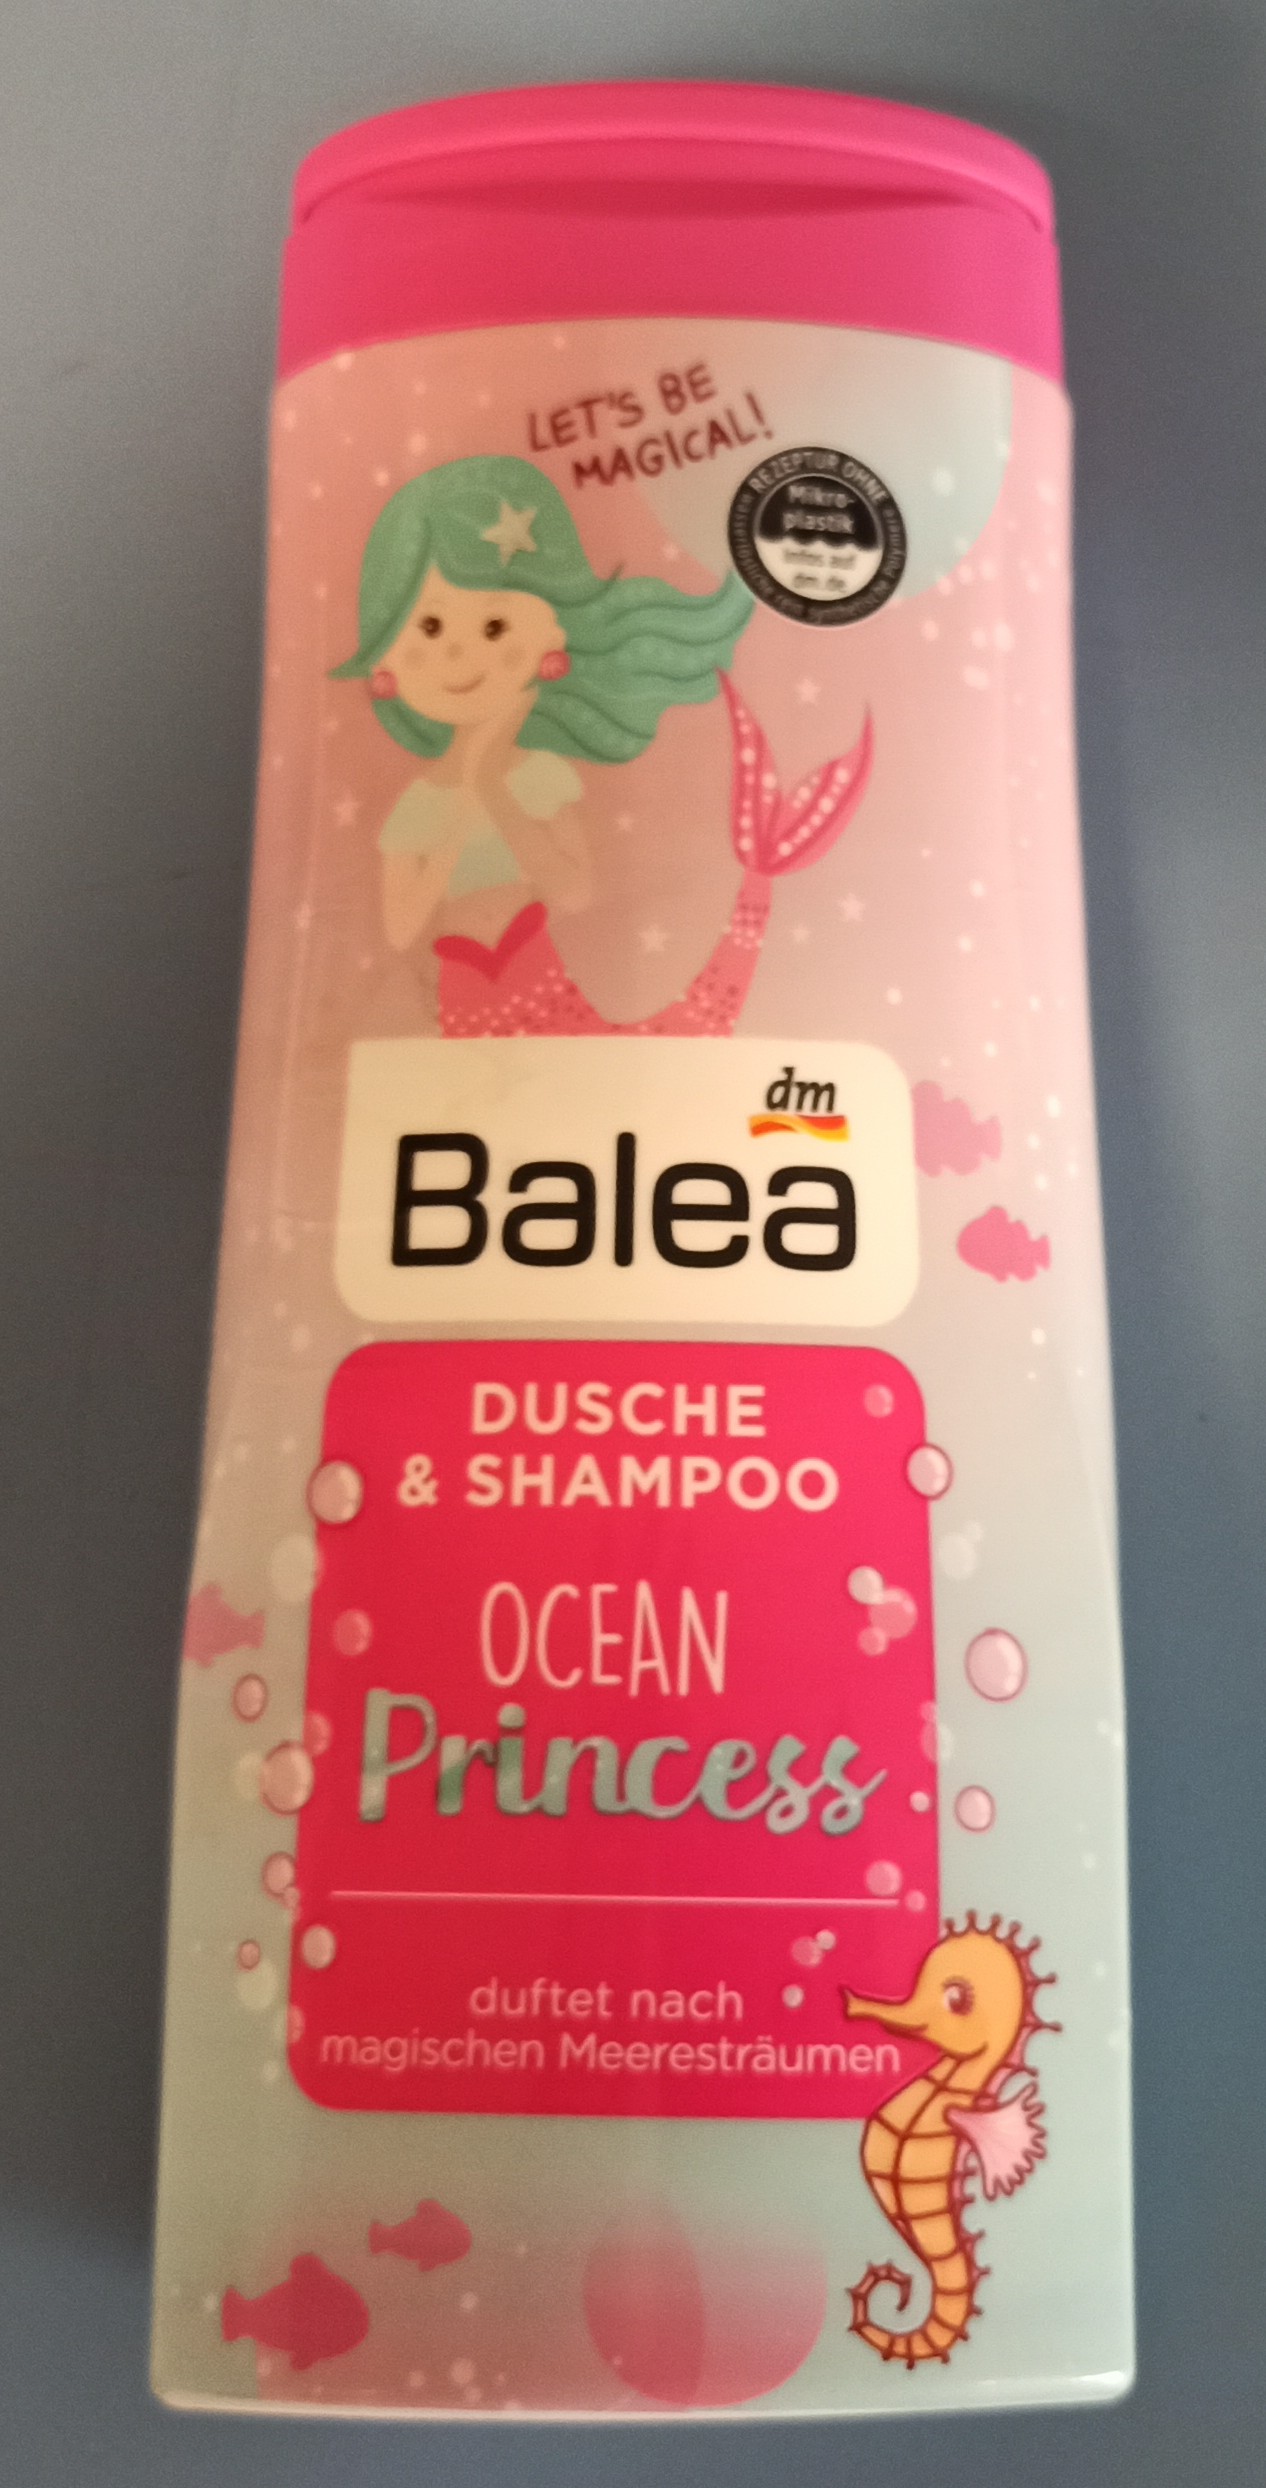 LET'S BE
MAGICAL!
REZEPTUR OHNE
Mikro-
plastik
Infos auf
dm.de
dm
Balea
DUSCHE
& SHAMPOO
OCEAN
Princess
duftet nach
magischen Meeresträumen